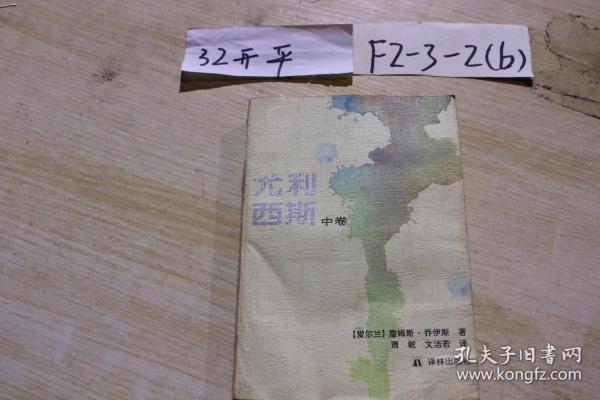 32开平
F2-3-2(b)
尤利
西斯 中卷
【爱尔兰】詹姆斯·乔伊斯 著
萧乾 文洁若 译
译林出版社
孔夫子旧书网
www.kongfz.com